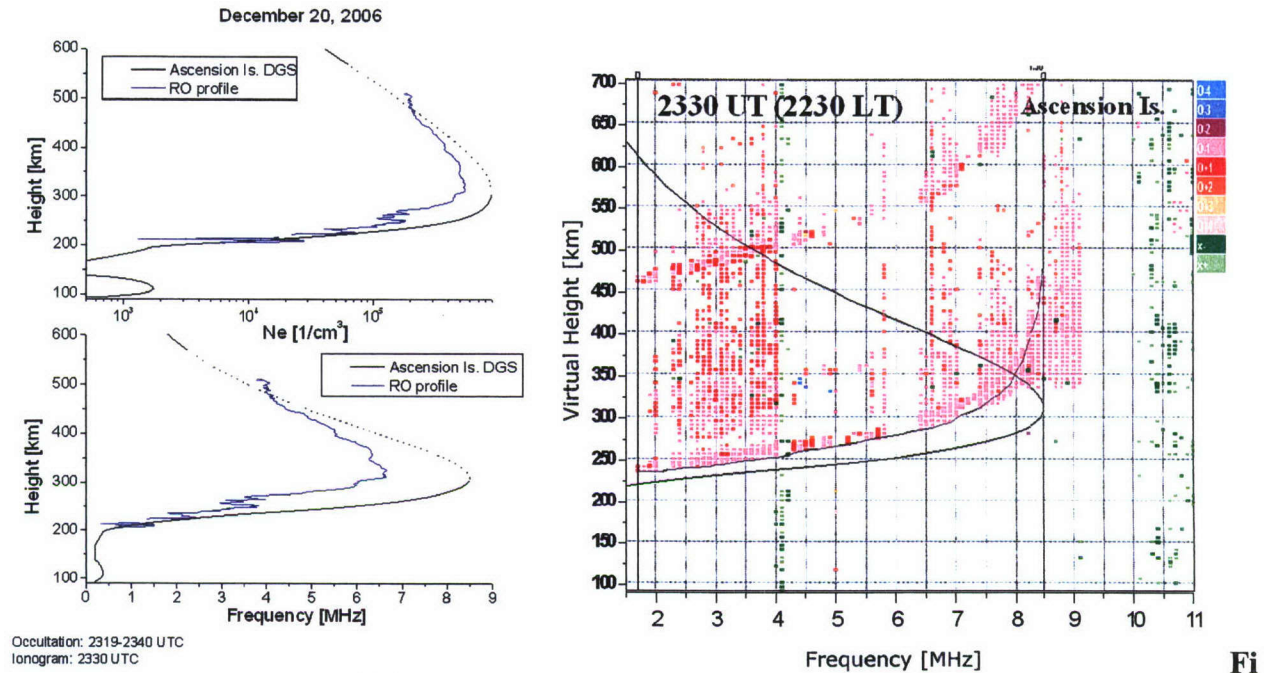 December 20, 2006
600
500
400
300
200
100
Height [km]
Ascension Is. DGS
RO profile
10³
10⁴
10⁵
Ne [1/cm³]
600
500
400
300
200
100
Height [km]
Ascension Is. DGS
RO profile
0 1 2 3 4 5 6 7 8 9
Frequency [MHz]
Occultation: 2319-2340 UTC
Ionogram: 2330 UTC
2330 UT (2230 LT)
Ascension Is.
700
650
600
550
500
450
400
350
300
250
200
150
100
Virtual Height [km]
2 3 4 5 6 7 8 9 10 11
Frequency [MHz]
Fi